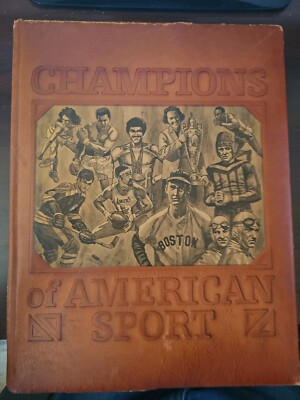 CHAMPIONS
BOSTON
of AMERICAN
SPORT